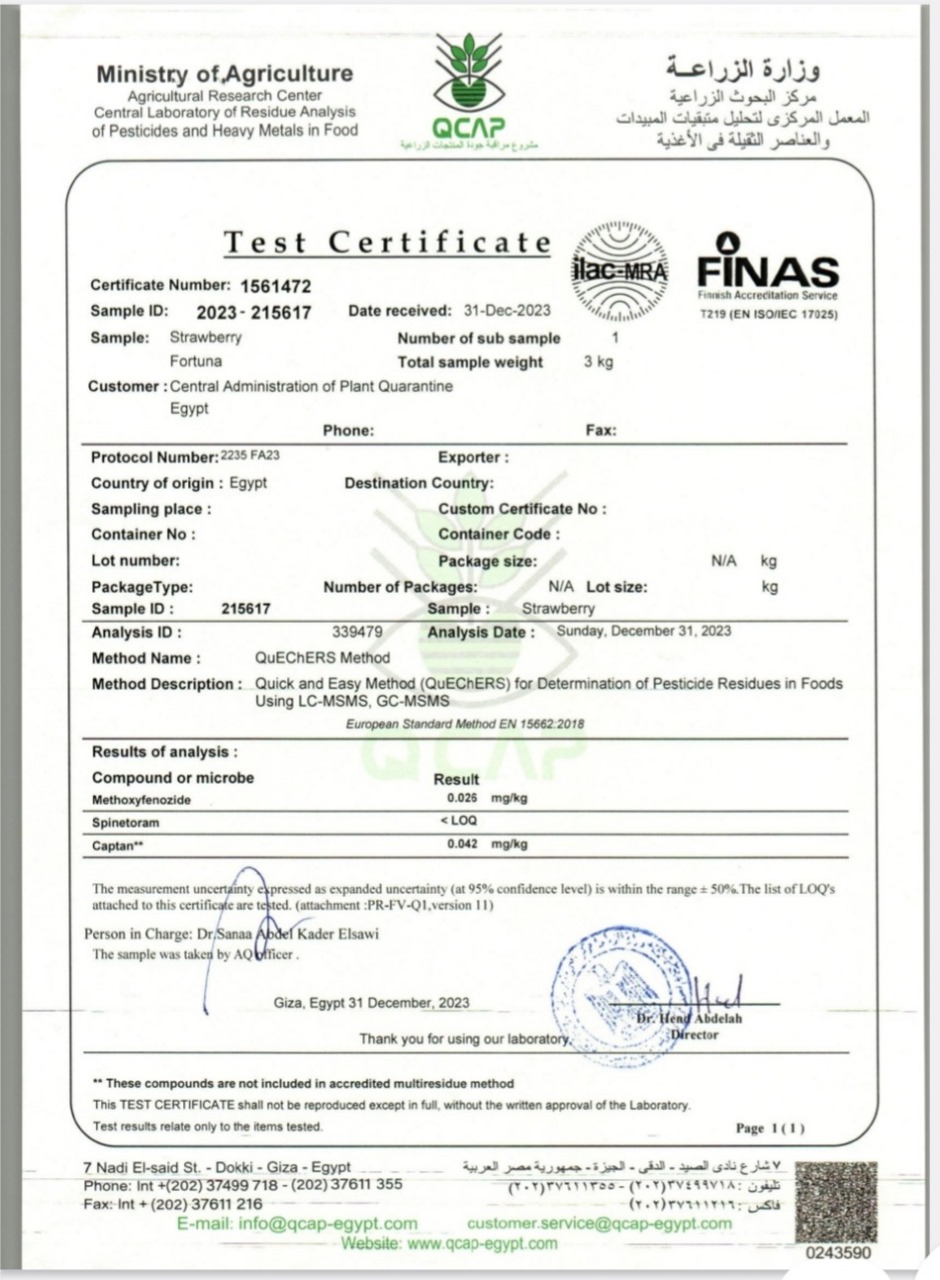 Ministry of Agriculture
Agricultural Research Center
Central Laboratory of Residue Analysis
of Pesticides and Heavy Metals in Food
QCAP
مشروع مراقبة جودة المنتجات الزراعية
وزارة الزراعـة
مركز البحوث الزراعية
المعمل المركزى لتحليل متبقيات المبيدات
والعناصر الثقيلة فى الأغذية
Test Certificate
ilac-MRA
FINAS
Finnish Accreditation Service
T219 (EN ISO/IEC 17025)
Certificate Number: 1561472
Sample ID: 2023 - 215617 Date received: 31-Dec-2023
Sample: Strawberry Number of sub sample 1
Fortuna Total sample weight 3 kg
Customer : Central Administration of Plant Quarantine
Egypt
Phone: Fax:
Protocol Number: 2235 FA23 Exporter :
Country of origin : Egypt Destination Country:
Sampling place : Custom Certificate No :
Container No : Container Code :
Lot number: Package size: N/A kg
PackageType: Number of Packages: N/A Lot size: kg
Sample ID : 215617 Sample : Strawberry
Analysis ID : 339479 Analysis Date : Sunday, December 31, 2023
Method Name : QuEChERS Method
Method Description : Quick and Easy Method (QuEChERS) for Determination of Pesticide Residues in Foods
Using LC-MSMS, GC-MSMS
European Standard Method EN 15662:2018
QCAP
Results of analysis :
Compound or microbe Result
Methoxyfenozide 0.026 mg/kg
Spinetoram < LOQ
Captan** 0.042 mg/kg
The measurement uncertainty expressed as expanded uncertainty (at 95% confidence level) is within the range ± 50%.The list of LOQ's
attached to this certificate are tested. (attachment :PR-FV-Q1,version 11)
Person in Charge: Dr.Sanaa Abdel Kader Elsawi
The sample was taken by AQ officer .
Giza, Egypt 31 December, 2023
Dr. Hend Abdelah
Director
Thank you for using our laboratory.
** These compounds are not included in accredited multiresidue method
This TEST CERTIFICATE shall not be reproduced except in full, without the written approval of the Laboratory.
Test results relate only to the items tested.
Page 1 ( 1 )
7 Nadi El-said St. - Dokki - Giza - Egypt
Phone: Int +(202) 37499 718 - (202) 37611 355
Fax: Int + (202) 37611 216
٧ شارع نادى الصيد - الدقى - الجيزة - جمهورية مصر العربية
تليفون : ٣٧٤٩٩٧١٨ (٢٠٢) - ٣٧٦١١٣٥٥ (٢٠٢)
فاكس : ٣٧٦١١٢١٦ (٢٠٢)
E-mail: info@qcap-egypt.com customer.service@qcap-egypt.com
Website: www.qcap-egypt.com
0243590